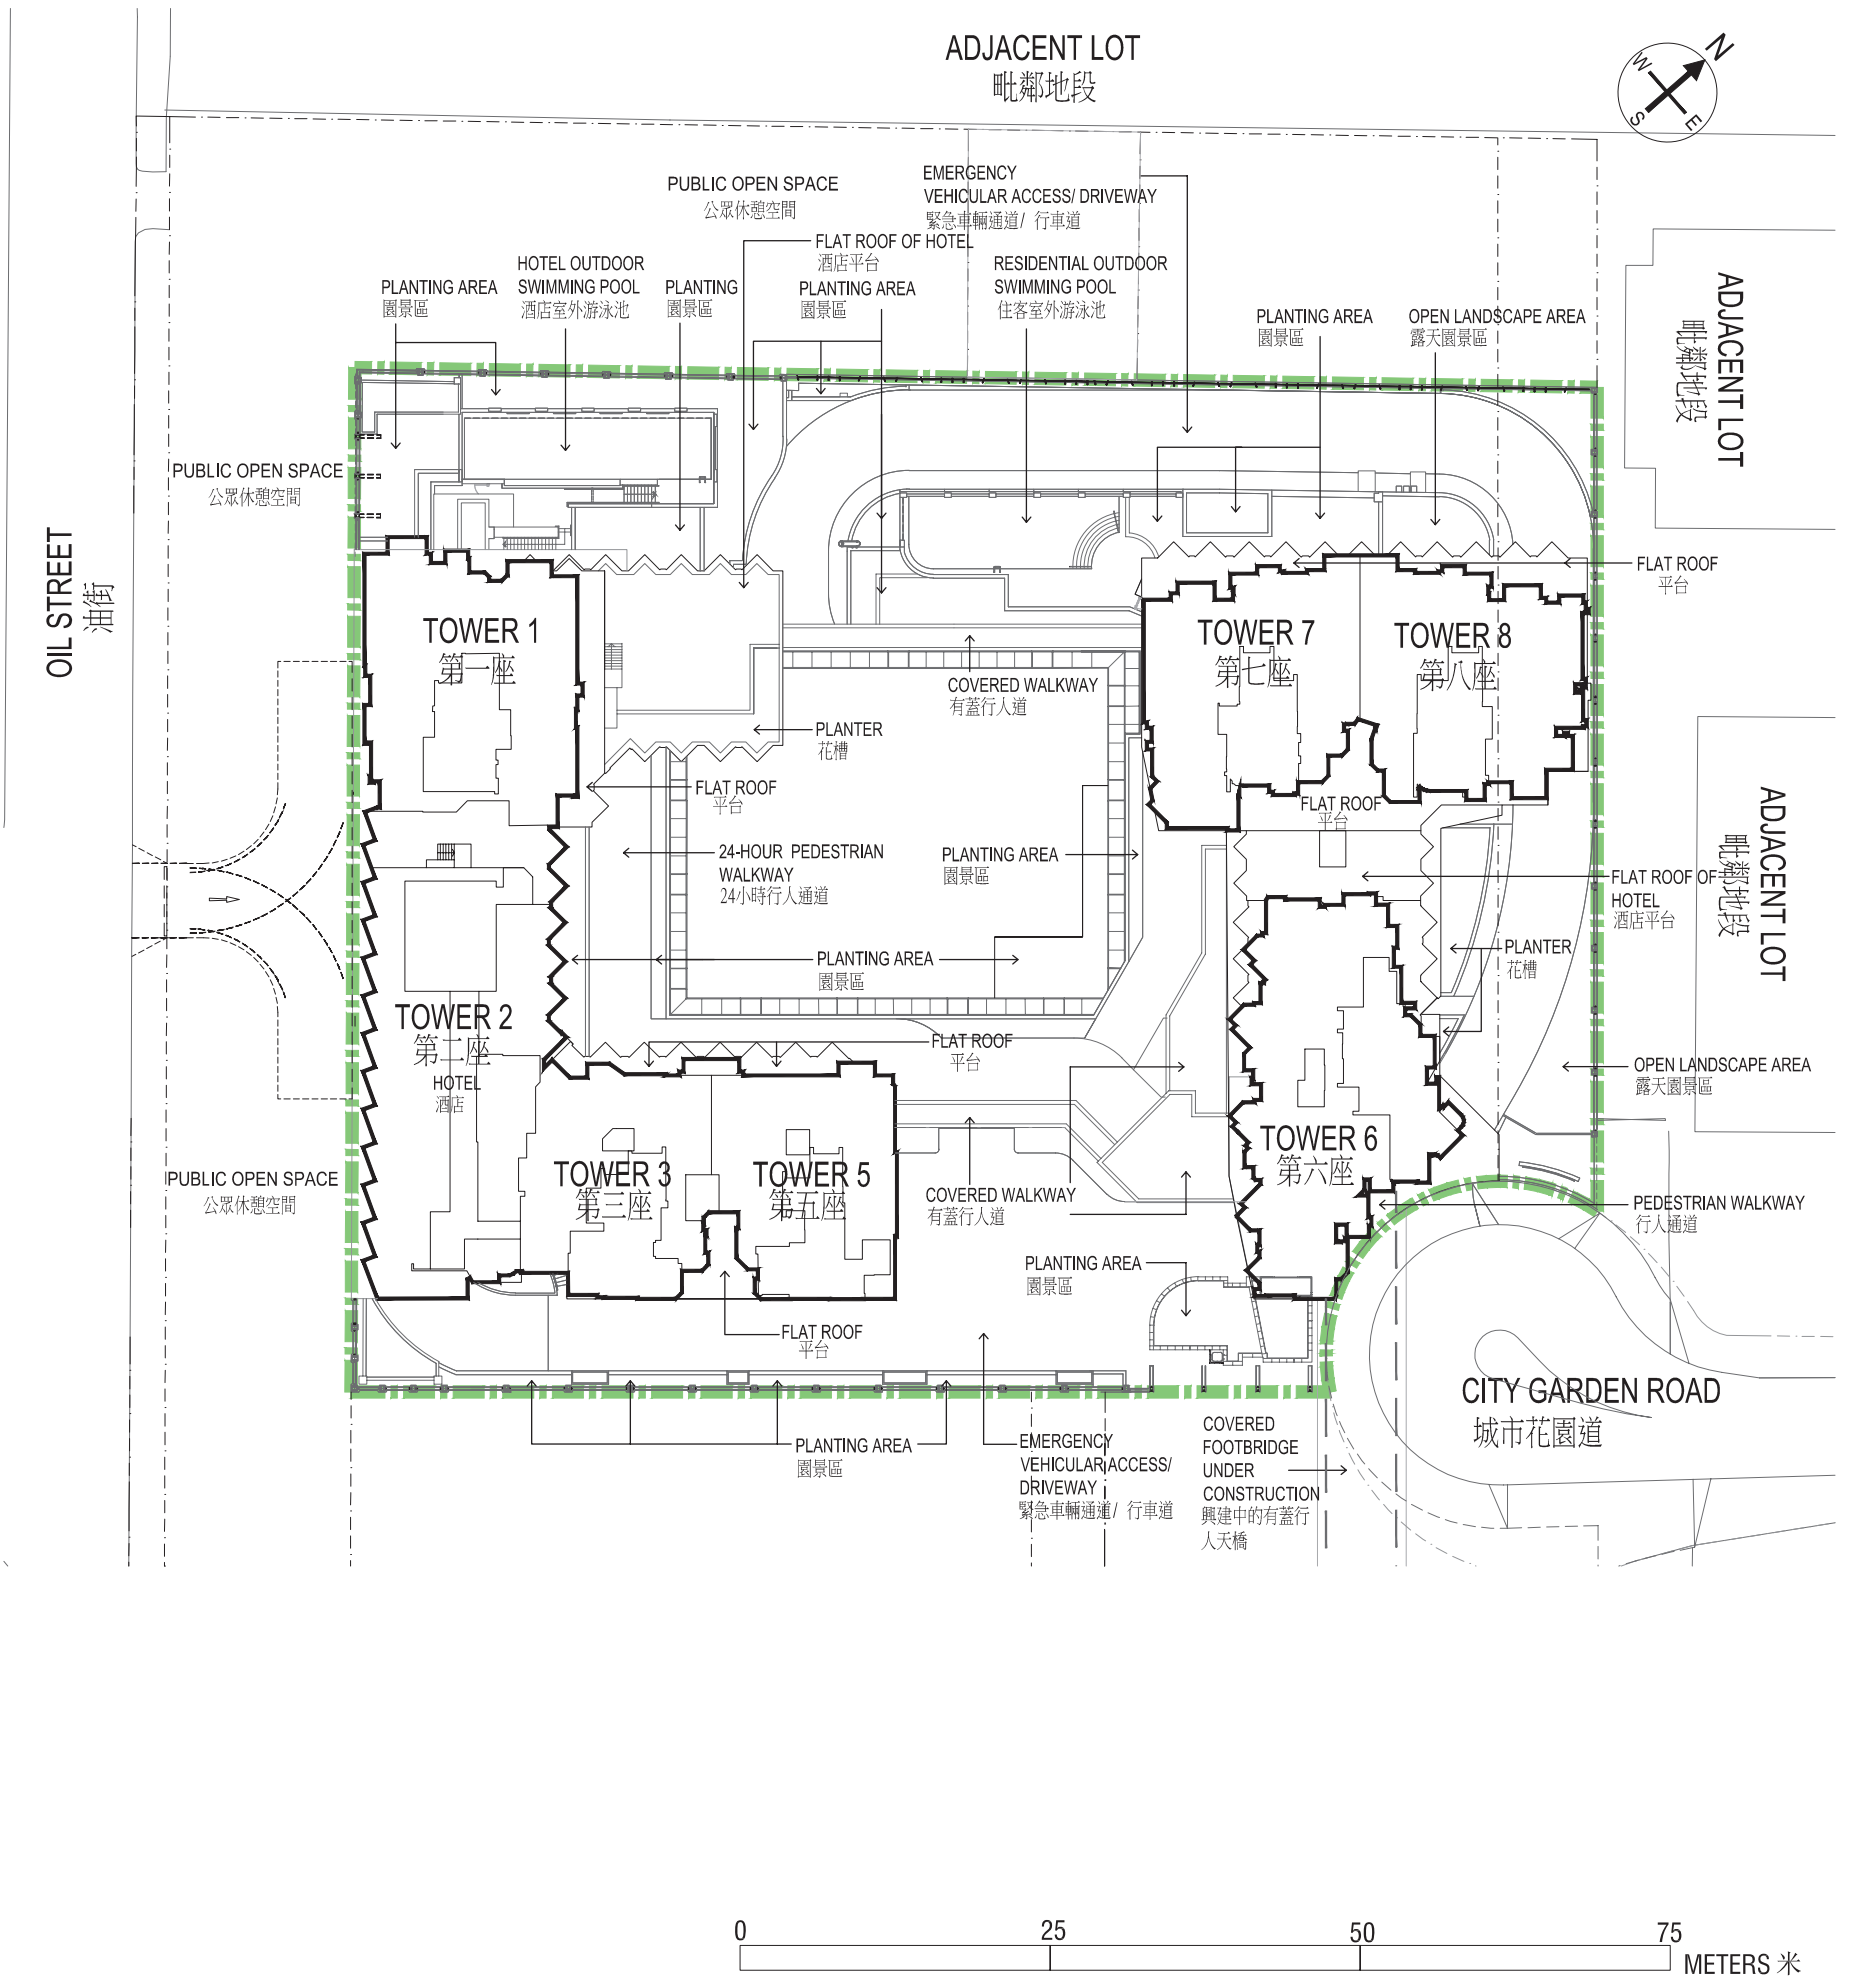 ADJACENT LOT
毗鄰地段
N
W
S
E
PUBLIC OPEN SPACE
公眾休憩空間
EMERGENCY
VEHICULAR ACCESS/ DRIVEWAY
緊急車輛通道/ 行車道
FLAT ROOF OF HOTEL
酒店平台
PLANTING AREA
園景區
HOTEL OUTDOOR
SWIMMING POOL
酒店室外游泳池
PLANTING
園景區
PLANTING AREA
園景區
RESIDENTIAL OUTDOOR
SWIMMING POOL
住客室外游泳池
PLANTING AREA
園景區
OPEN LANDSCAPE AREA
露天園景區
ADJACENT LOT
毗鄰地段
PUBLIC OPEN SPACE
公眾休憩空間
OIL STREET
油街
FLAT ROOF
平台
TOWER 1
第一座
TOWER 7
第七座
TOWER 8
第八座
COVERED WALKWAY
有蓋行人道
PLANTER
花槽
FLAT ROOF
平台
FLAT ROOF
平台
24-HOUR PEDESTRIAN
WALKWAY
24小時行人通道
PLANTING AREA
園景區
FLAT ROOF OF
HOTEL
酒店平台
ADJACENT LOT
毗鄰地段
PLANTING AREA
園景區
PLANTER
花槽
TOWER 2
第二座
HOTEL
酒店
FLAT ROOF
平台
OPEN LANDSCAPE AREA
露天園景區
TOWER 6
第六座
TOWER 3
第三座
TOWER 5
第五座
PUBLIC OPEN SPACE
公眾休憩空間
COVERED WALKWAY
有蓋行人道
PEDESTRIAN WALKWAY
行人通道
PLANTING AREA
園景區
FLAT ROOF
平台
CITY GARDEN ROAD
城市花園道
PLANTING AREA
園景區
EMERGENCY
VEHICULAR ACCESS/
DRIVEWAY
緊急車輛通道/ 行車道
COVERED
FOOTBRIDGE
UNDER
CONSTRUCTION
興建中的有蓋行
人天橋
0 25 50 75
METERS 米